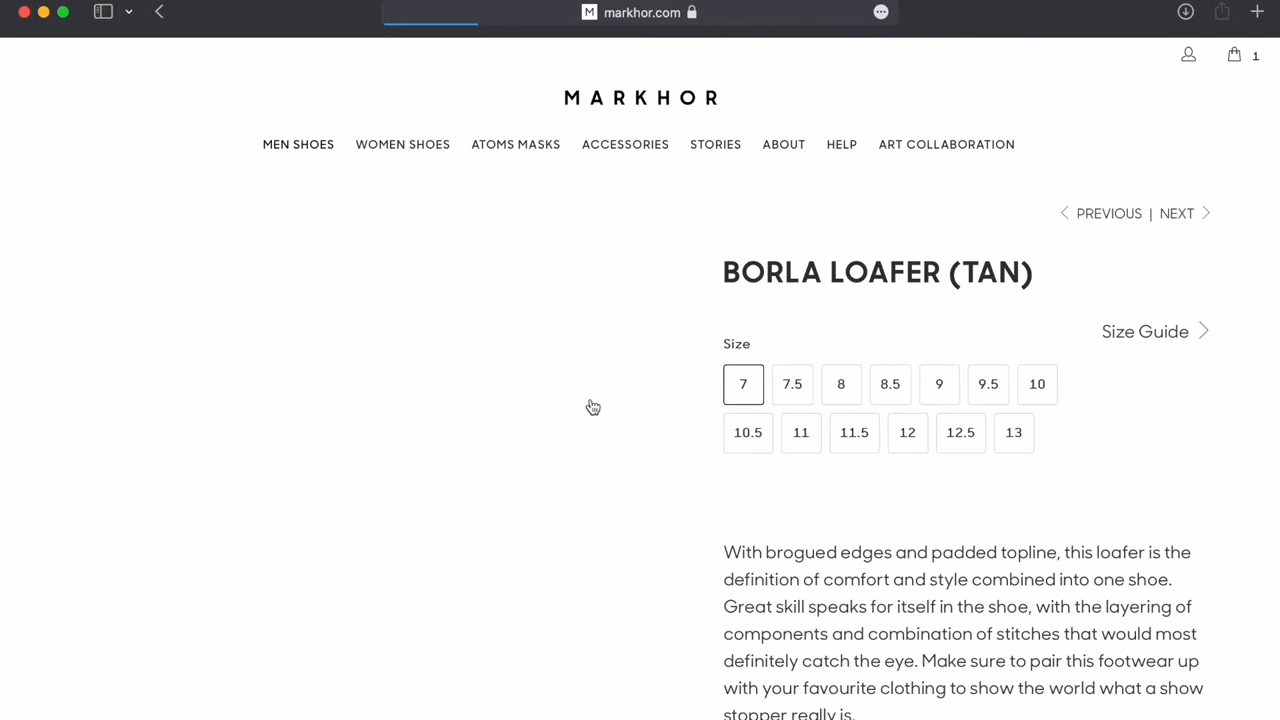 M markhor.com
1
MARKHOR
MEN SHOES WOMEN SHOES ATOMS MASKS ACCESSORIES STORIES ABOUT HELP ART COLLABORATION
PREVIOUS | NEXT
BORLA LOAFER (TAN)
Size Guide
Size
7 7.5 8 8.5 9 9.5 10
10.5 11 11.5 12 12.5 13
With brogued edges and padded topline, this loafer is the
definition of comfort and style combined into one shoe.
Great skill speaks for itself in the shoe, with the layering of
components and combination of stitches that would most
definitely catch the eye. Make sure to pair this footwear up
with your favourite clothing to show the world what a show
stopper really is.